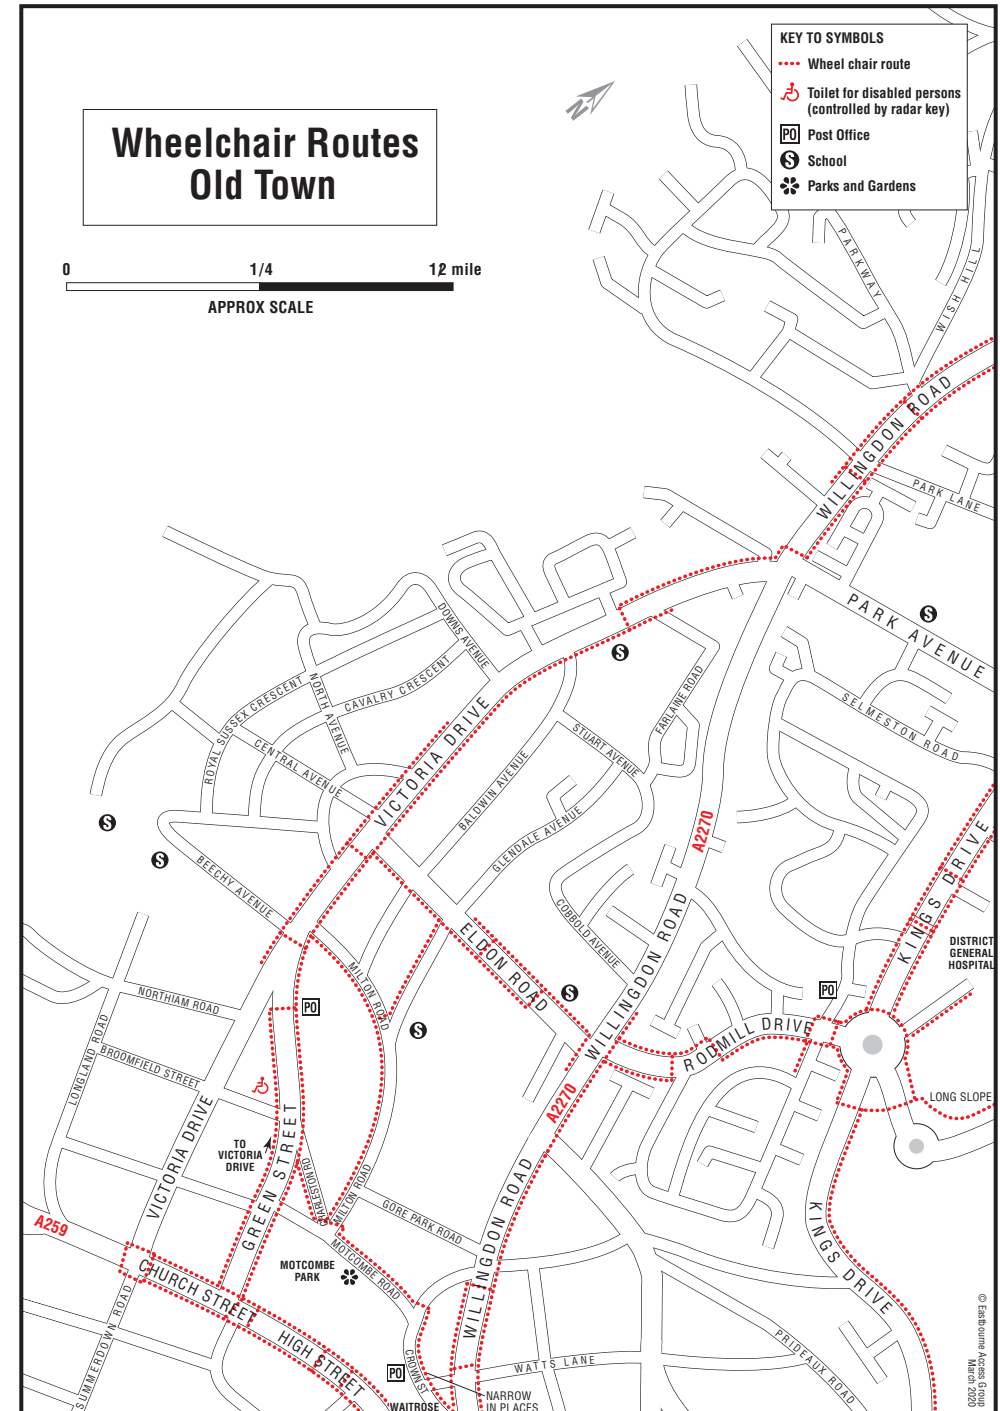 KEY TO SYMBOLS
Wheel chair route
Toilet for disabled persons
(controlled by radar key)
PO Post Office
S School
Parks and Gardens
N
Wheelchair Routes
Old Town
0 1/4 1/2 mile
APPROX SCALE
PARKWAY
WISH HILL
WILLINGDON ROAD
PARK LANE
PARK AVENUE
S
S
SELMESTON ROAD
DOWNS AVENUE
ROYAL SUSSEX CRESCENT
NORTH AVENUE
CAVALRY CRESCENT
CENTRAL AVENUE
VICTORIA DRIVE
FARLAINE ROAD
STUART AVENUE
BALDWIN AVENUE
GLENDALE AVENUE
A2270
S
S
BEECHY AVENUE
COBBOLD AVENUE
ELDON ROAD
WILLINGDON ROAD
KINGS DRIVE
DISTRICT
GENERAL
HOSPITAL
MILTON ROAD
NORTHIAM ROAD
PO
S
S
PO
RODMILL DRIVE
LONGLAND ROAD
BROOMFIELD STREET
A2270
LONG SLOPE
VICTORIA DRIVE
TO
VICTORIA
DRIVE
GREEN STREET
CHARLESTON RD
MILTON ROAD
GORE PARK ROAD
WILLINGDON ROAD
KINGS DRIVE
A259
CHURCH STREET
MOTCOMBE
PARK
MOTCOMBE ROAD
SUMMERDOWN ROAD
HIGH STREET
CROWN ST
PO
WATTS LANE
PRIDEAUX ROAD
WAITROSE
NARROW
IN PLACES
© Eastbourne Access Group
March 2020